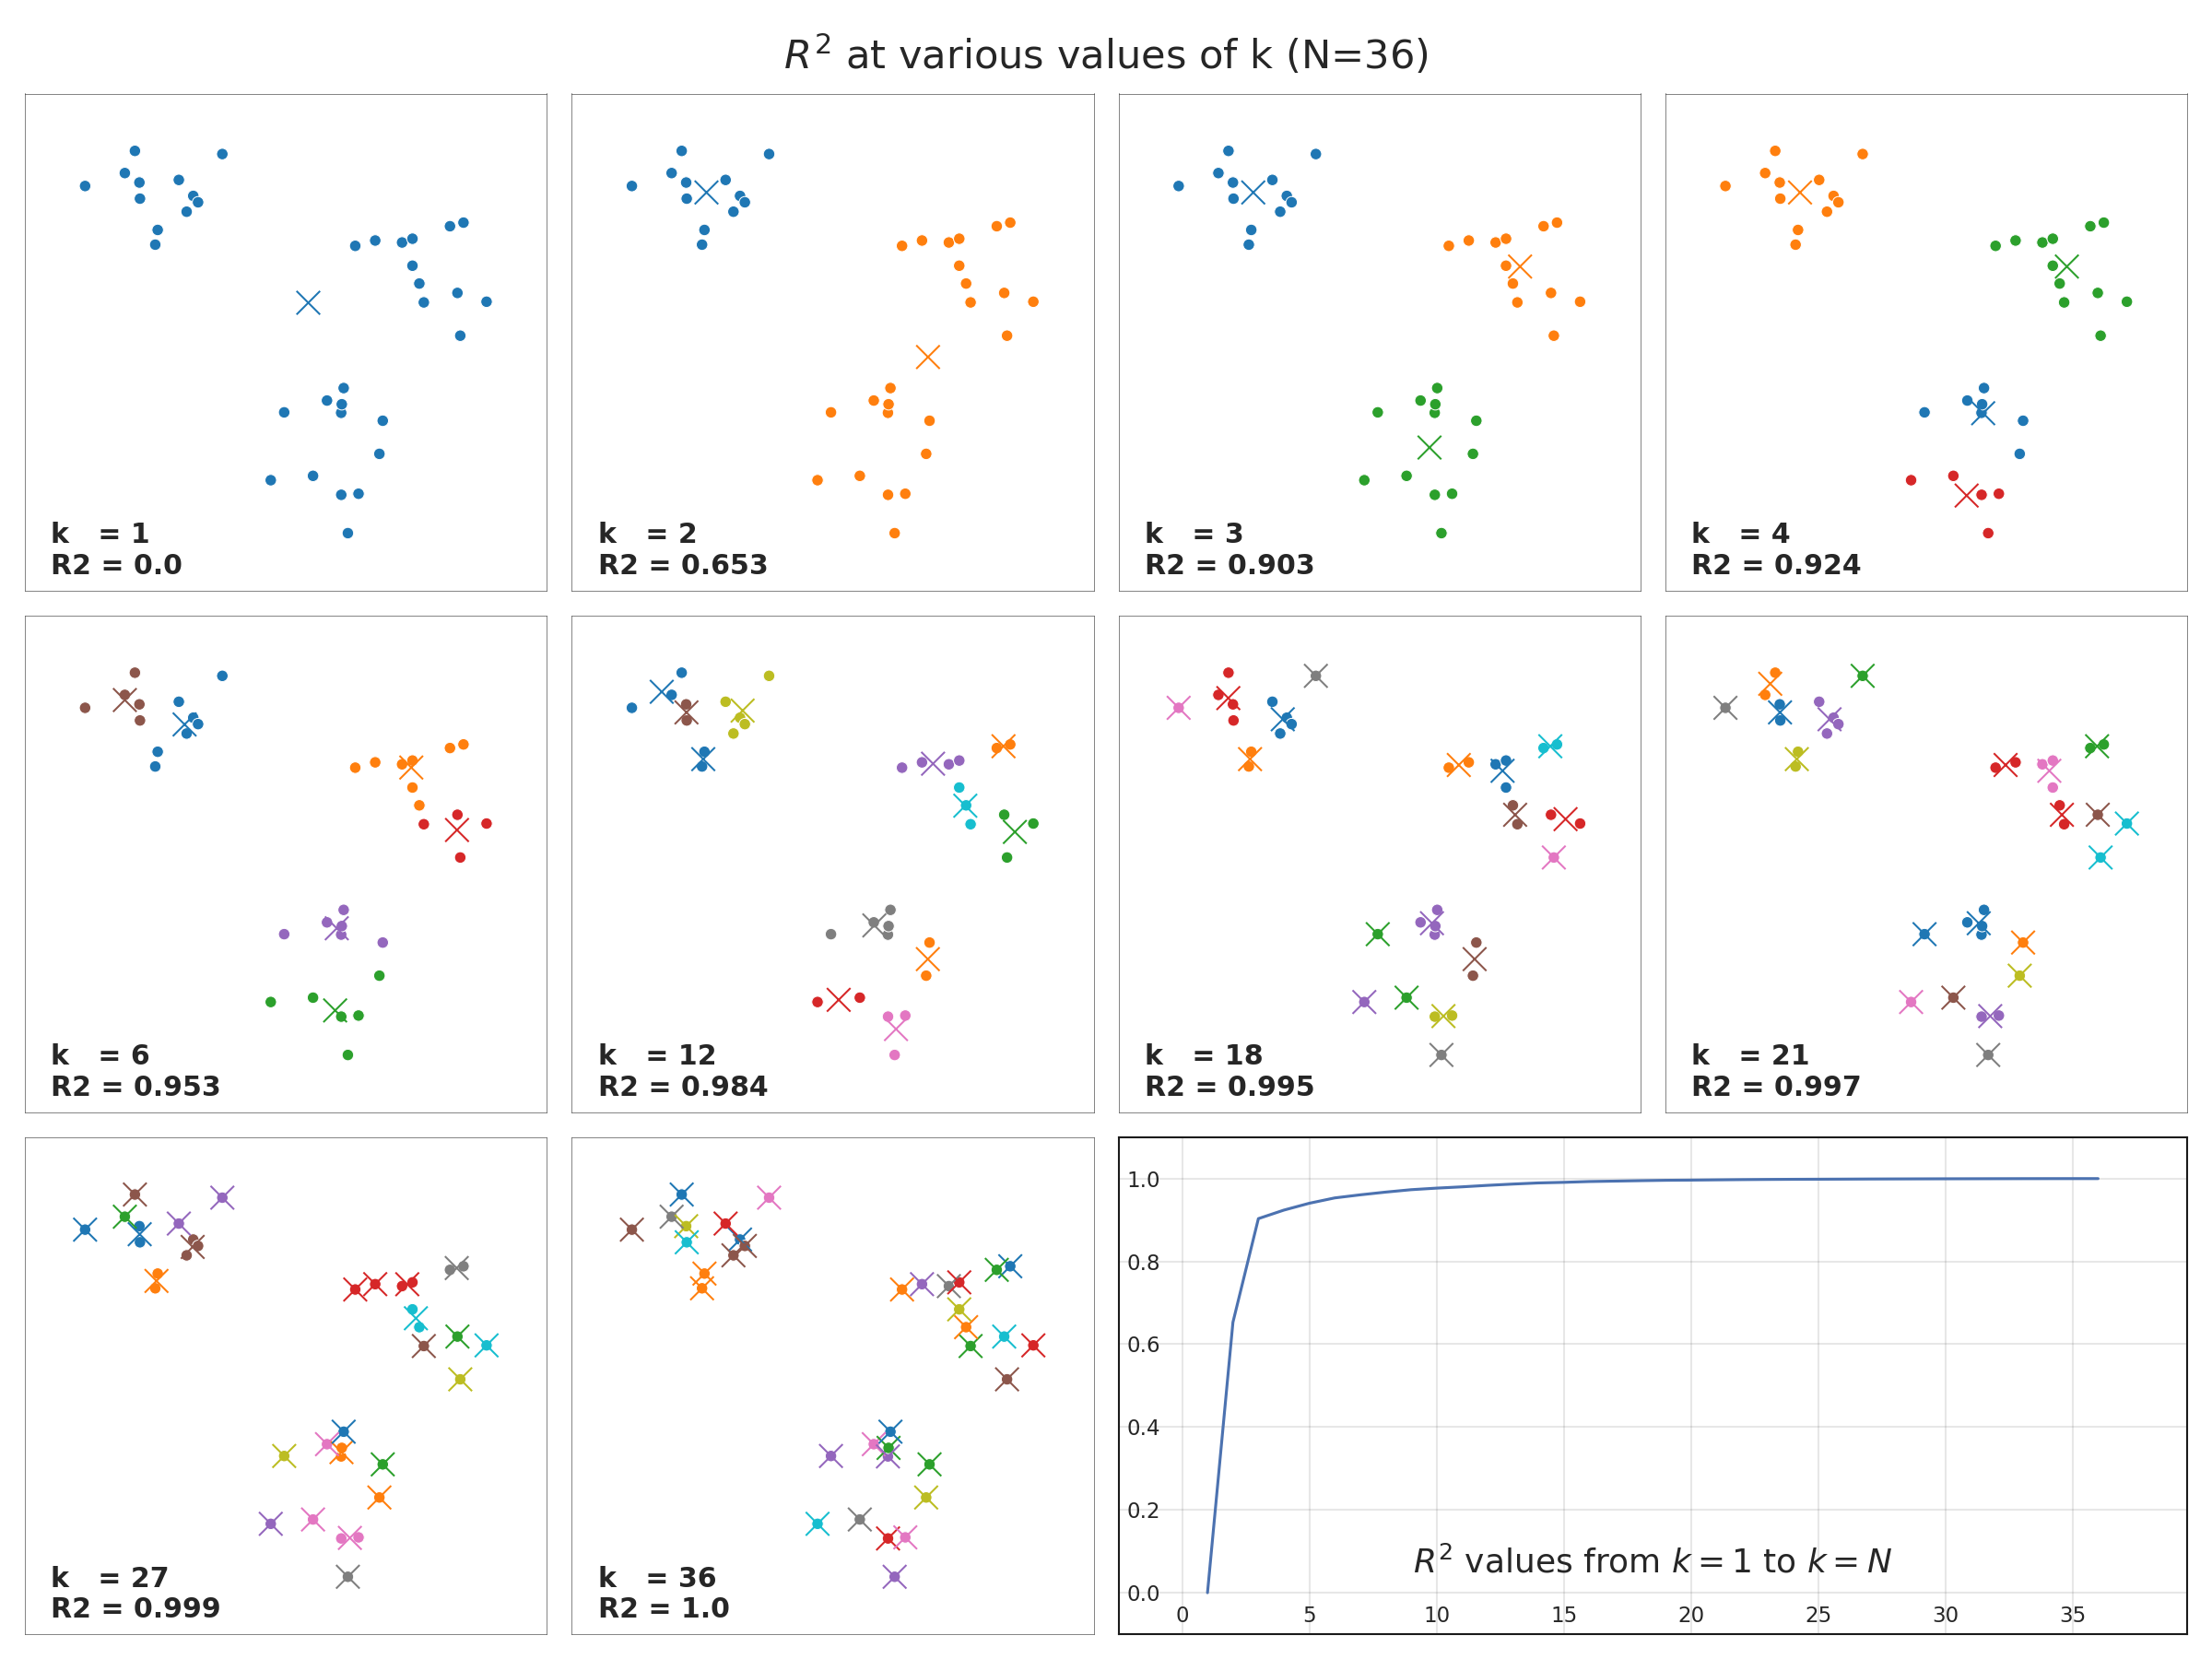 R² at various values of k (N=36)
k = 1
R2 = 0.0
k = 2
R2 = 0.653
k = 3
R2 = 0.903
k = 4
R2 = 0.924
k = 6
R2 = 0.953
k = 12
R2 = 0.984
k = 18
R2 = 0.995
k = 21
R2 = 0.997
k = 27
R2 = 0.999
k = 36
R2 = 1.0
1.0
0.8
0.6
0.4
0.2
0.0
R² values from k = 1 to k = N
0 5 10 15 20 25 30 35